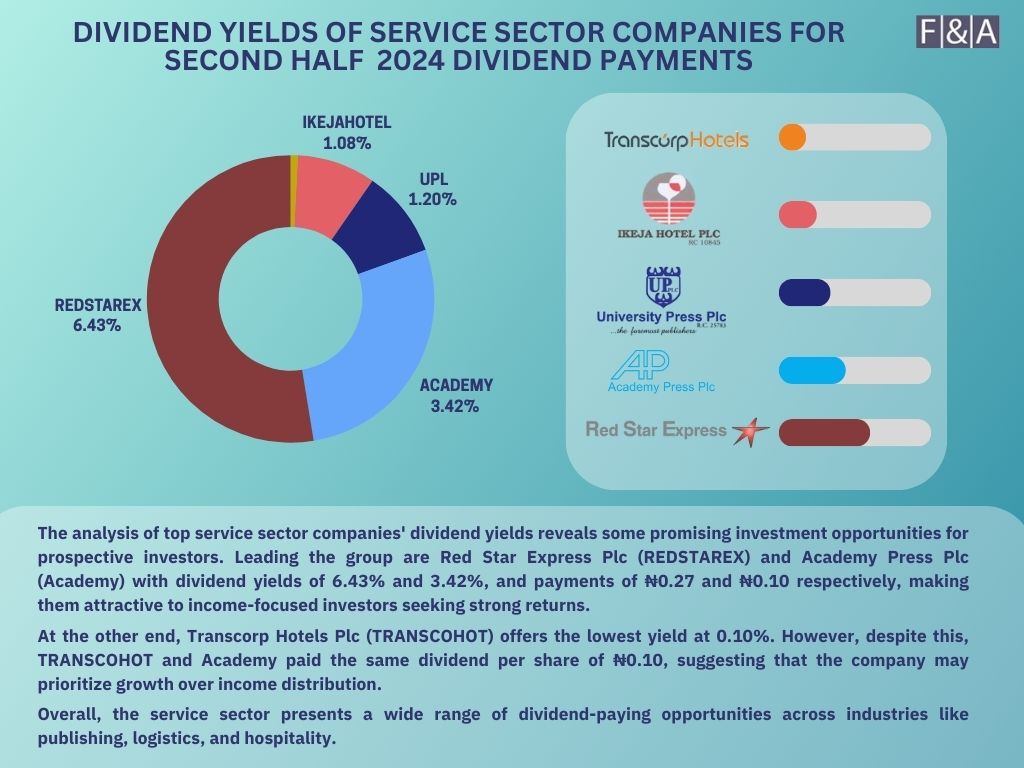 DIVIDEND YIELDS OF SERVICE SECTOR COMPANIES FOR
SECOND HALF 2024 DIVIDEND PAYMENTS
F&A
IKEJAHOTEL
1.08%
UPL
1.20%
REDSTAREX
6.43%
ACADEMY
3.42%
TranscorpHotels
IKEJA HOTEL PLC
RC 10845
UP
PLC
University Press Plc
R.C. 25783
...the foremost publishers
AP
Academy Press Plc
Red Star Express
The analysis of top service sector companies' dividend yields reveals some promising investment opportunities for
prospective investors. Leading the group are Red Star Express Plc (REDSTAREX) and Academy Press Plc
(Academy) with dividend yields of 6.43% and 3.42%, and payments of ₦0.27 and ₦0.10 respectively, making
them attractive to income-focused investors seeking strong returns.
At the other end, Transcorp Hotels Plc (TRANSCOHOT) offers the lowest yield at 0.10%. However, despite this,
TRANSCOHOT and Academy paid the same dividend per share of ₦0.10, suggesting that the company may
prioritize growth over income distribution.
Overall, the service sector presents a wide range of dividend-paying opportunities across industries like
publishing, logistics, and hospitality.